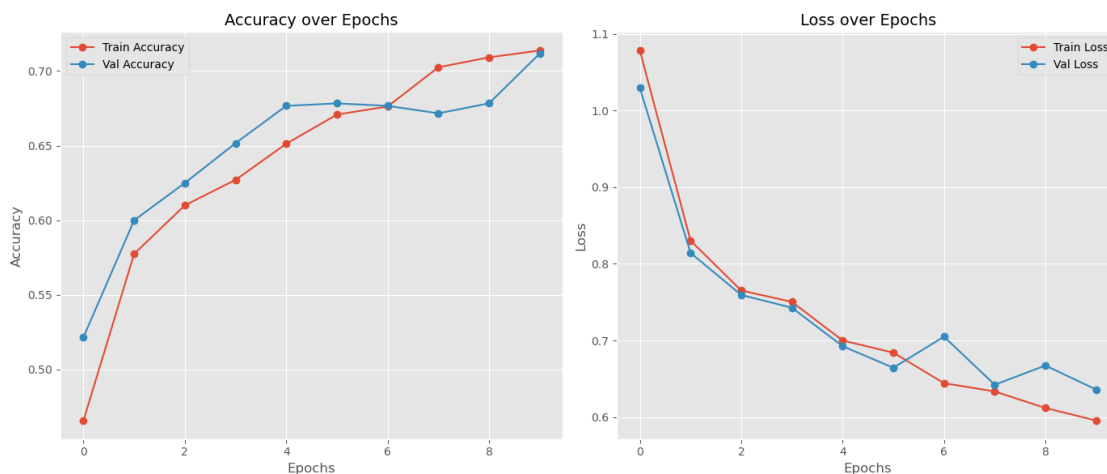 Accuracy over Epochs
Train Accuracy
Val Accuracy
0.70
0.65
0.60
0.55
0.50
Accuracy
0 2 4 6 8
Epochs
Loss over Epochs
Train Loss
Val Loss
1.1
1.0
0.9
0.8
0.7
0.6
Loss
0 2 4 6 8
Epochs